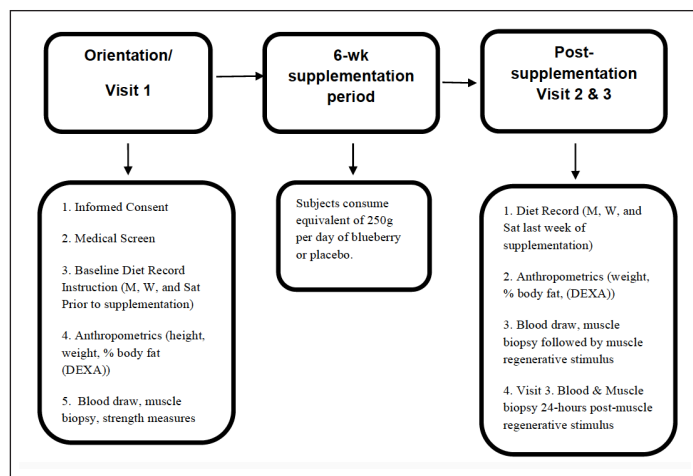 Orientation/
Visit 1
6-wk
supplementation
period
Post-
supplementation
Visit 2 & 3
1. Informed Consent
2. Medical Screen
3. Baseline Diet Record
Instruction (M, W, and Sat
Prior to supplementation)
4. Anthropometrics (height,
weight, % body fat
(DEXA))
5. Blood draw, muscle
biopsy, strength measures
Subjects consume
equivalent of 250g
per day of blueberry
or placebo.
1. Diet Record (M, W, and
Sat last week of
supplementation)
2. Anthropometrics (weight,
% body fat, (DEXA))
3. Blood draw, muscle
biopsy followed by muscle
regenerative stimulus
4. Visit 3. Blood & Muscle
biopsy 24-hours post-muscle
regenerative stimulus